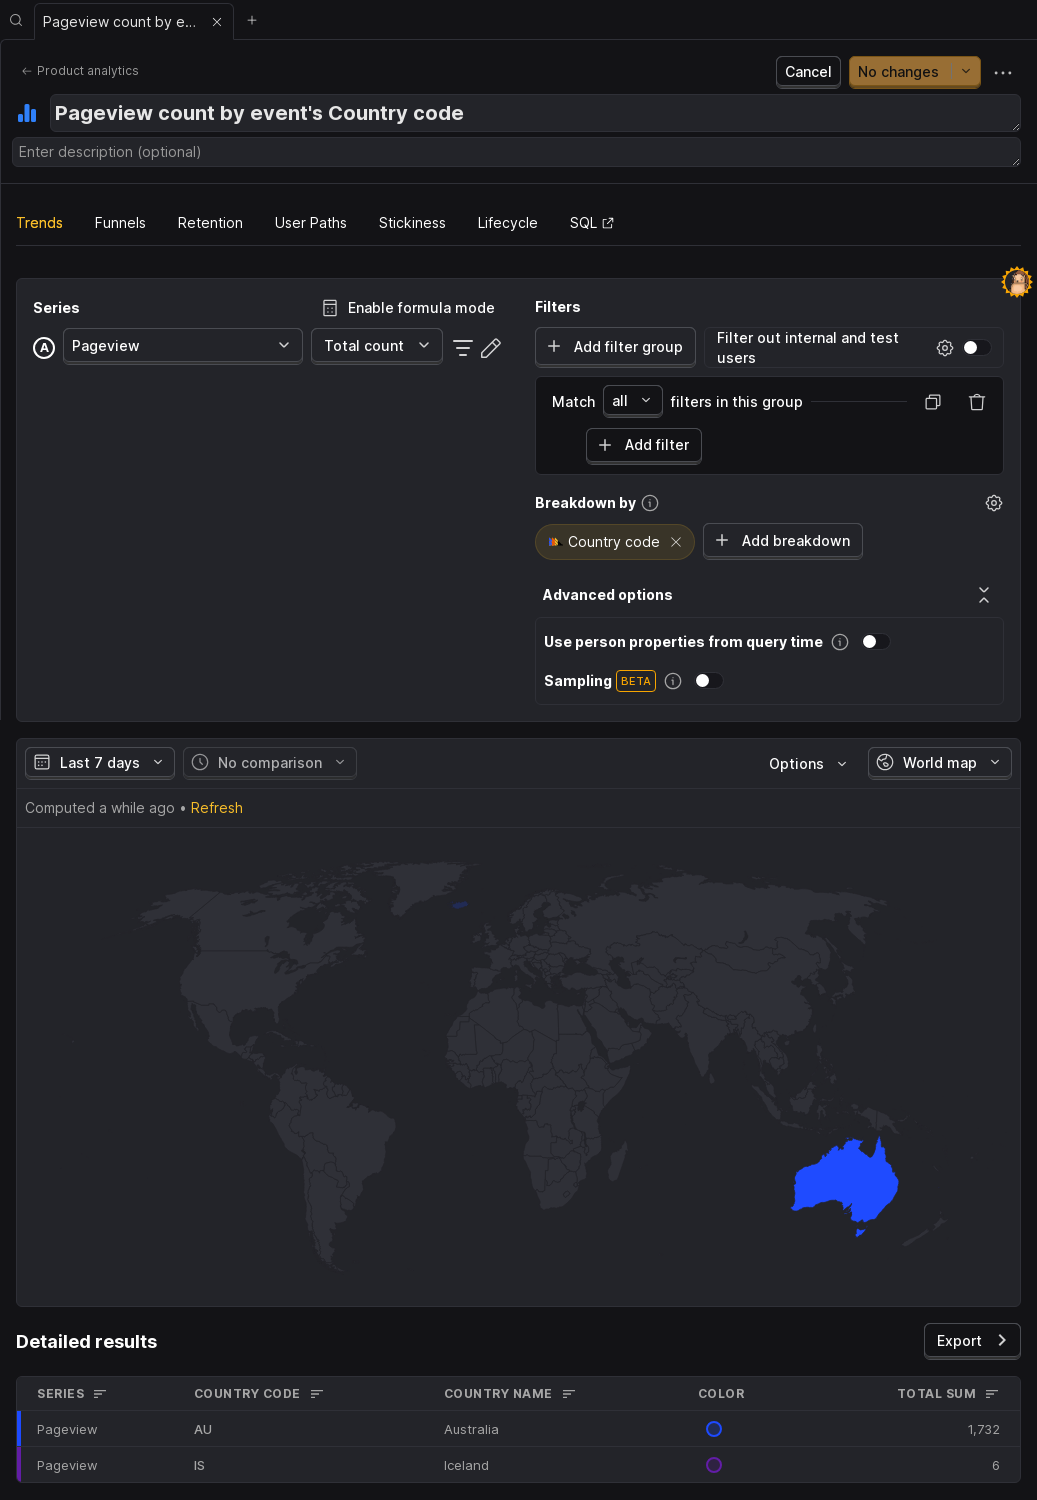 Pageview count by e...
Product analytics
Cancel
No changes
Pageview count by event's Country code
Enter description (optional)
Trends
Funnels
Retention
User Paths
Stickiness
Lifecycle
SQL
Series
Enable formula mode
A
Pageview
Total count
Filters
Add filter group
Filter out internal and test
users
Match
all
filters in this group
Add filter
Breakdown by
Country code
Add breakdown
Advanced options
Use person properties from query time
Sampling
BETA
Last 7 days
No comparison
Options
World map
Computed a while ago • Refresh
Detailed results
Export
SERIES
COUNTRY CODE
COUNTRY NAME
COLOR
TOTAL SUM
Pageview
AU
Australia
1,732
Pageview
IS
Iceland
6